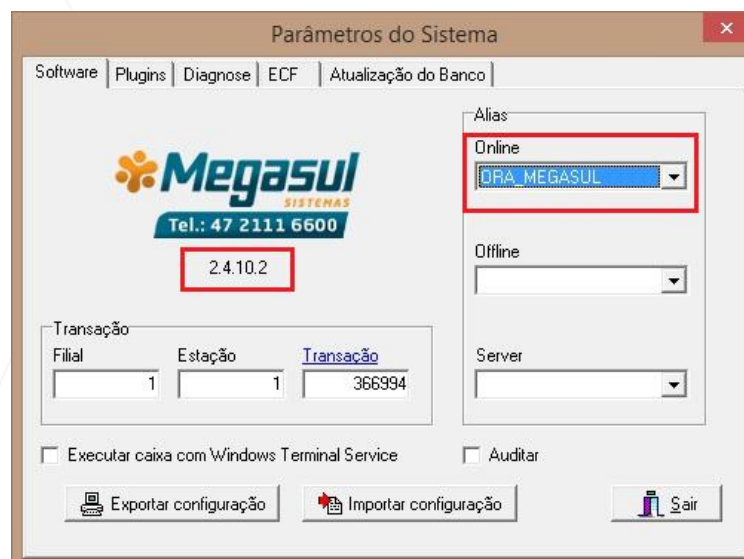 Parâmetros do Sistema
Software Plugins Diagnose ECF Atualização do Banco
Megasul
SISTEMAS
Tel.: 47 2111 6600
2.4.10.2
Alias
Online
ORA_MEGASUL
Offline
Server
Transação
Filial Estação Transação
1 1 366994
Executar caixa com Windows Terminal Service
Auditar
Exportar configuração
Importar configuração
Sair